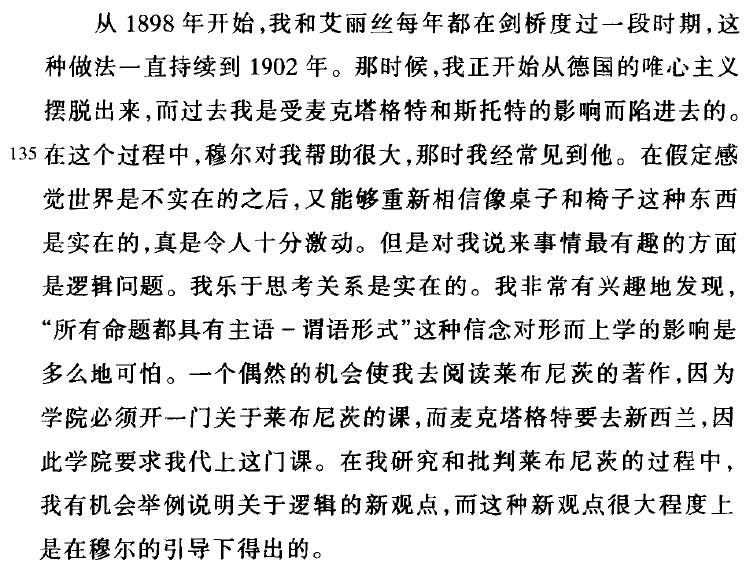 从 1898 年开始,我和艾丽丝每年都在剑桥度过一段时期,这
种做法一直持续到 1902 年。那时候,我正开始从德国的唯心主义
摆脱出来,而过去我是受麦克塔格特和斯托特的影响而陷进去的。
135 在这个过程中,穆尔对我帮助很大,那时我经常见到他。在假定感
觉世界是不实在的之后,又能够重新相信像桌子和椅子这种东西
是实在的,真是令人十分激动。但是对我说来事情最有趣的方面
是逻辑问题。我乐于思考关系是实在的。我非常有兴趣地发现,
“所有命题都具有主语－谓语形式”这种信念对形而上学的影响是
多么地可怕。一个偶然的机会使我去阅读莱布尼茨的著作,因为
学院必须开一门关于莱布尼茨的课,而麦克塔格特要去新西兰,因
此学院要求我代上这门课。在我研究和批判莱布尼茨的过程中,
我有机会举例说明关于逻辑的新观点,而这种新观点很大程度上
是在穆尔的引导下得出的。